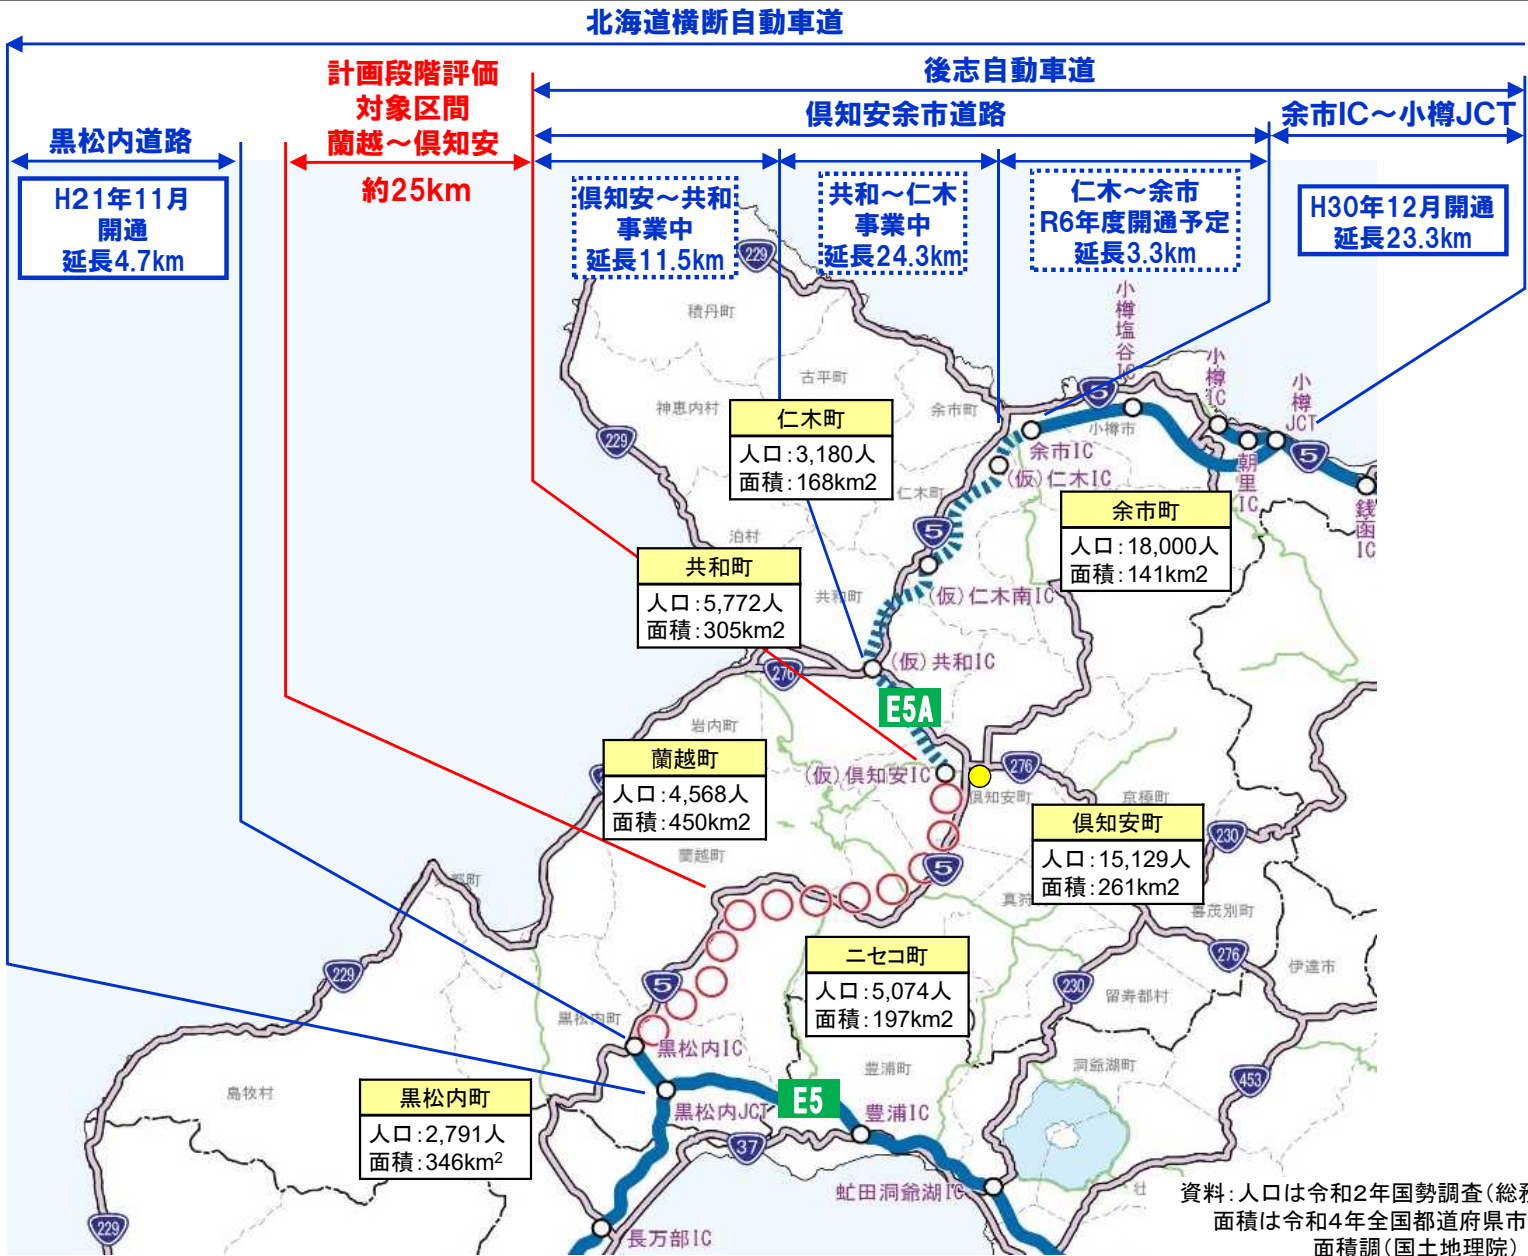 北海道横断自動車道
計画段階評価
対象区間
蘭越～倶知安
約25km
後志自動車道
倶知安余市道路
余市IC～小樽JCT
黒松内道路
H21年11月
開通
延長4.7km
倶知安～共和
事業中
延長11.5km
共和～仁木
事業中
延長24.3km
仁木～余市
R6年度開通予定
延長3.3km
H30年12月開通
延長23.3km
229
積丹町
古平町
神恵内村
余市町
229
小樽塩谷IC
5
小樽IC
小樽JCT
小樽市
5
朝里IC
銭函IC
余市IC
(仮)仁木IC
仁木町
人口：3,180人
面積：168km2
仁木町
5
余市町
人口：18,000人
面積：141km2
泊村
共和町
人口：5,772人
面積：305km2
共和町
(仮)仁木南IC
(仮)共和IC
276
E5A
岩内町
蘭越町
人口：4,568人
面積：450km2
(仮)倶知安IC
276
倶知安町
京極町
倶知安町
人口：15,129人
面積：261km2
230
蘭越町
5
喜茂別町
ニセコ町
人口：5,074人
面積：197km2
276
伊達市
229
5
230
留寿都村
黒松内町
黒松内IC
豊浦町
洞爺湖町
453
島牧村
黒松内町
人口：2,791人
面積：346km²
黒松内JCT
E5
豊浦IC
37
虻田洞爺湖IC
229
長万部IC
資料：人口は令和2年国勢調査(総務
面積は令和4年全国都道府県市
面積調(国土地理院)